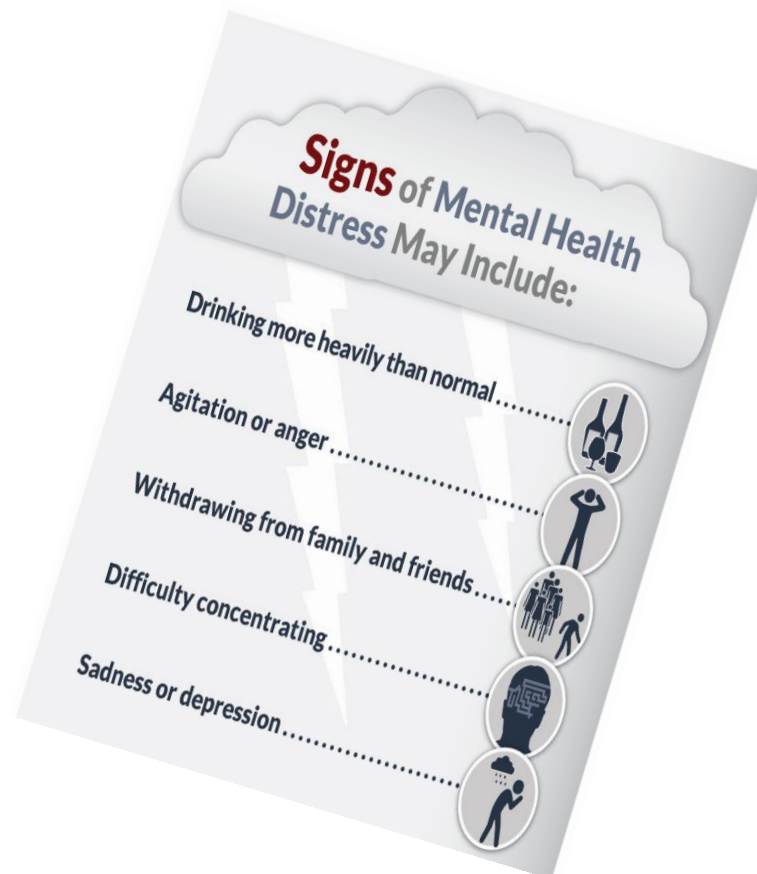 Signs of Mental Health
Distress May Include:
Drinking more heavily than normal..........
Agitation or anger..............................
Withdrawing from family and friends......
Difficulty concentrating.......................
Sadness or depression.........................